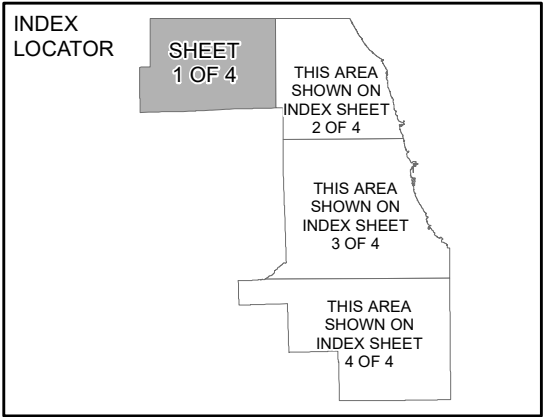 INDEX
LOCATOR
SHEET
1 OF 4
THIS AREA
SHOWN ON
INDEX SHEET
2 OF 4
THIS AREA
SHOWN ON
INDEX SHEET
3 OF 4
THIS AREA
SHOWN ON
INDEX SHEET
4 OF 4